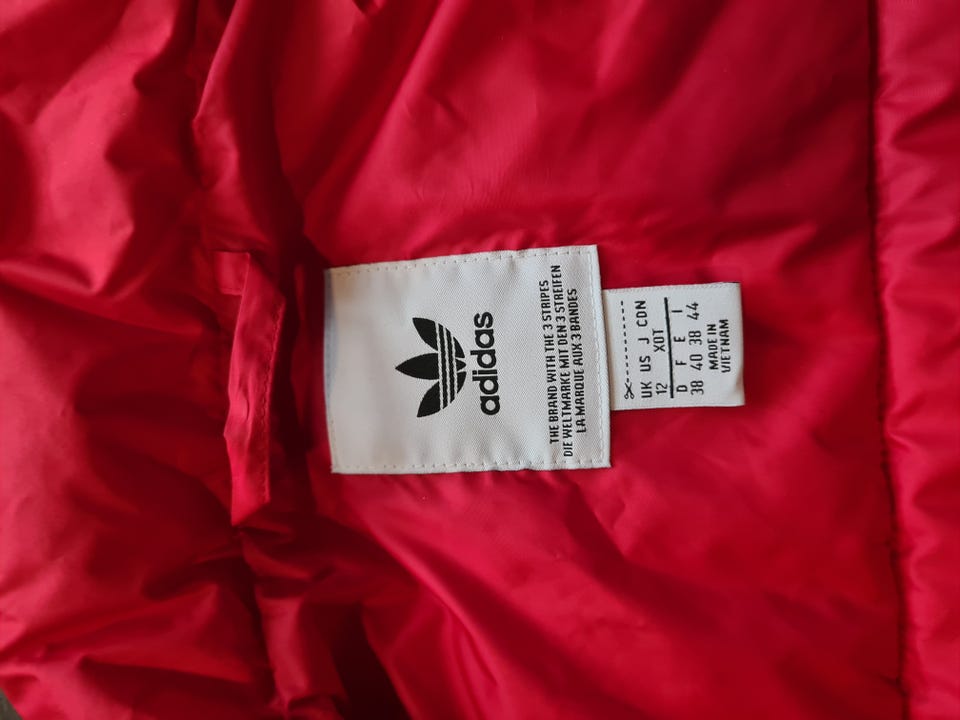 adidas
THE BRAND WITH THE 3 STRIPES
DIE WELTMARKE MIT DEN 3 STREIFEN
LA MARQUE AUX 3 BANDES
UK US J CDN
12 XOT
D F E I
38 40 38 44
MADE IN
VIETNAM